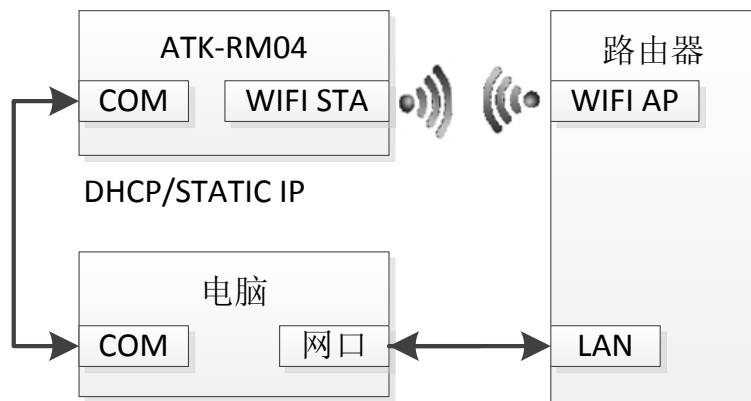 ATK-RM04
路由器
COM
WIFI STA
WIFI AP
DHCP/STATIC IP
电脑
COM
网口
LAN